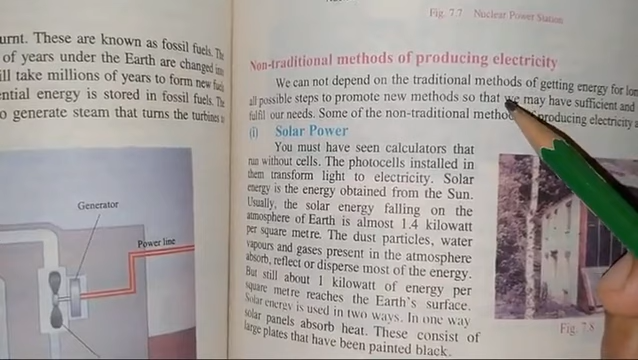 Fig. 7.7 Nuclear Power Station
urnt. These are known as fossil fuels. The
of years under the Earth are changed into
ill take millions of years to form new fuels
ential energy is stored in fossil fuels. The
o generate steam that turns the turbines
Generator
Power line
Non-traditional methods of producing electricity
We can not depend on the traditional methods of getting energy for lon
all possible steps to promote new methods so that we may have sufficient and
fulfil our needs. Some of the non-traditional methods of producing electricity a
(i) Solar Power
You must have seen calculators that
run without cells. The photocells installed in
them transform light to electricity. Solar
energy is the energy obtained from the Sun.
Usually, the solar energy falling on the
atmosphere of Earth is almost 1.4 kilowatt
per square metre. The dust particles, water
vapours and gases present in the atmosphere
absorb, reflect or disperse most of the energy.
But still about 1 kilowatt of energy per
square metre reaches the Earth's surface.
Solar energy is used in two ways. In one way
solar panels absorb heat. These consist of
large plates that have been painted black.
Fig. 7.8